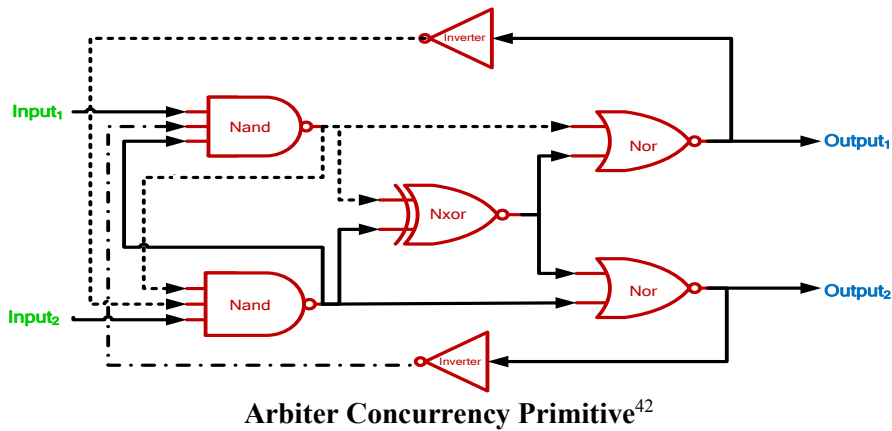 Inverter
Input₁
Nand
Nor
Output₁
Nxor
Nand
Nor
Output₂
Input₂
Inverter
Arbiter Concurrency Primitive⁴²